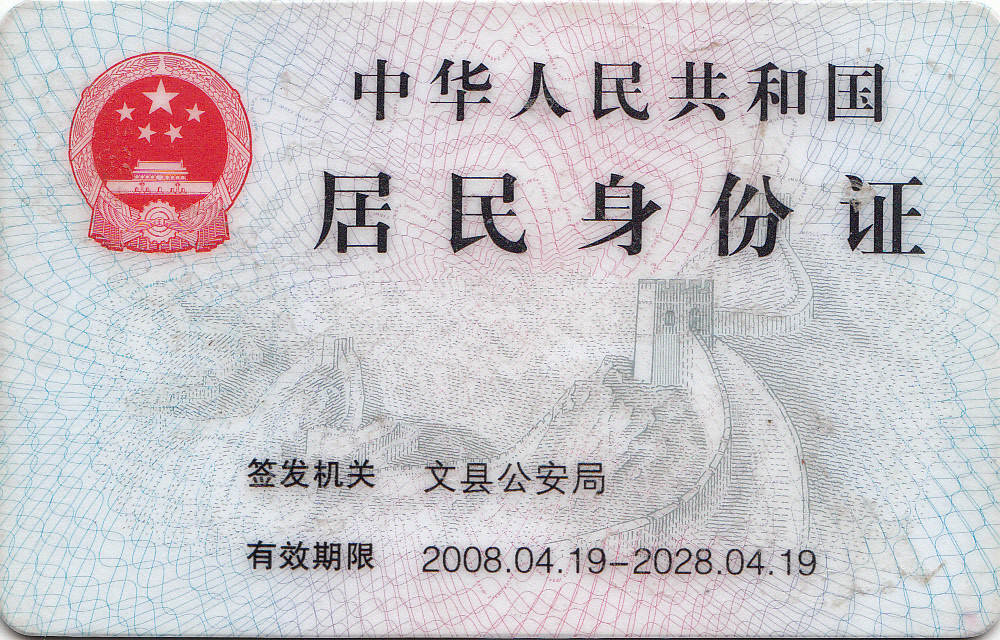 中华人民共和国
居民身份证
签发机关 文县公安局
有效期限 2008.04.19-2028.04.19